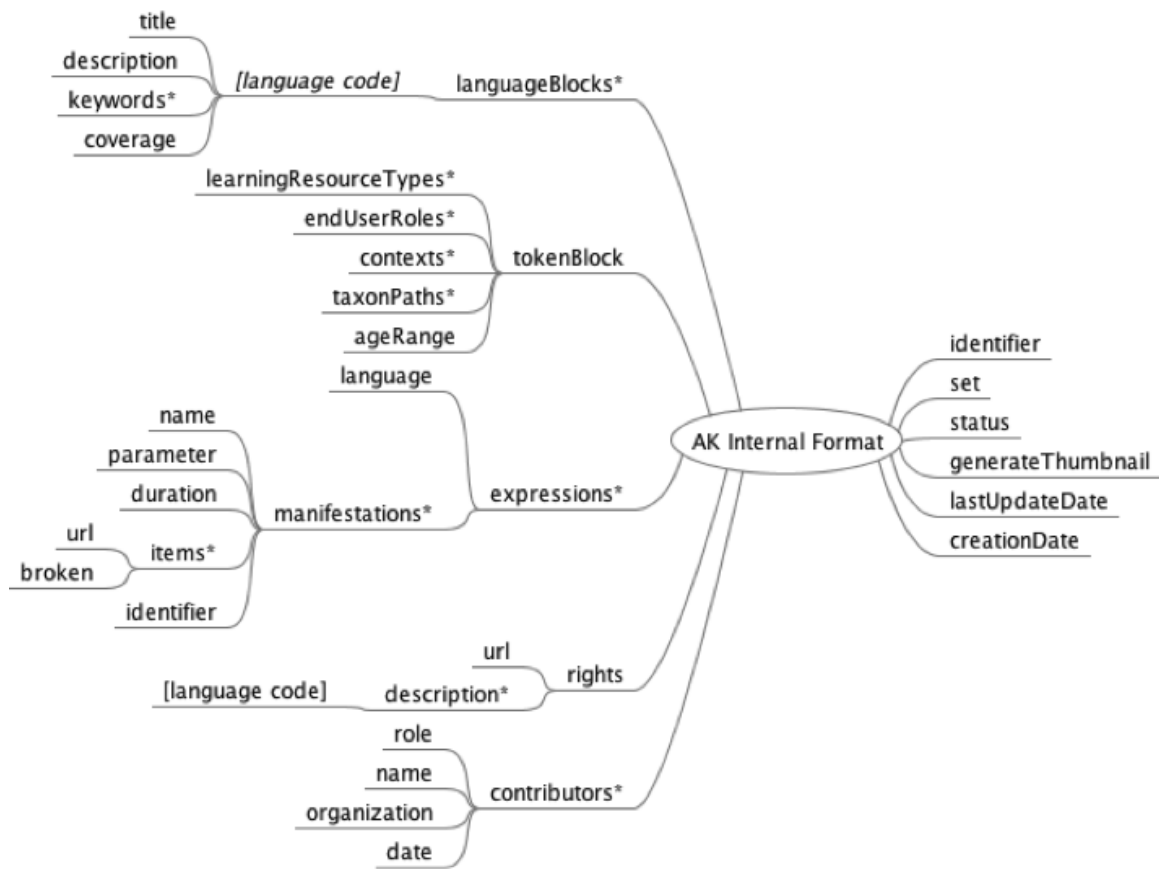 title
description
keywords*
coverage
[language code]
languageBlocks*
learningResourceTypes*
endUserRoles*
contexts*
taxonPaths*
ageRange
tokenBlock
language
name
parameter
duration
url
broken
items*
identifier
manifestations*
expressions*
url
[language code]
description*
rights
role
name
organization
date
contributors*
AK Internal Format
identifier
set
status
generateThumbnail
lastUpdateDate
creationDate